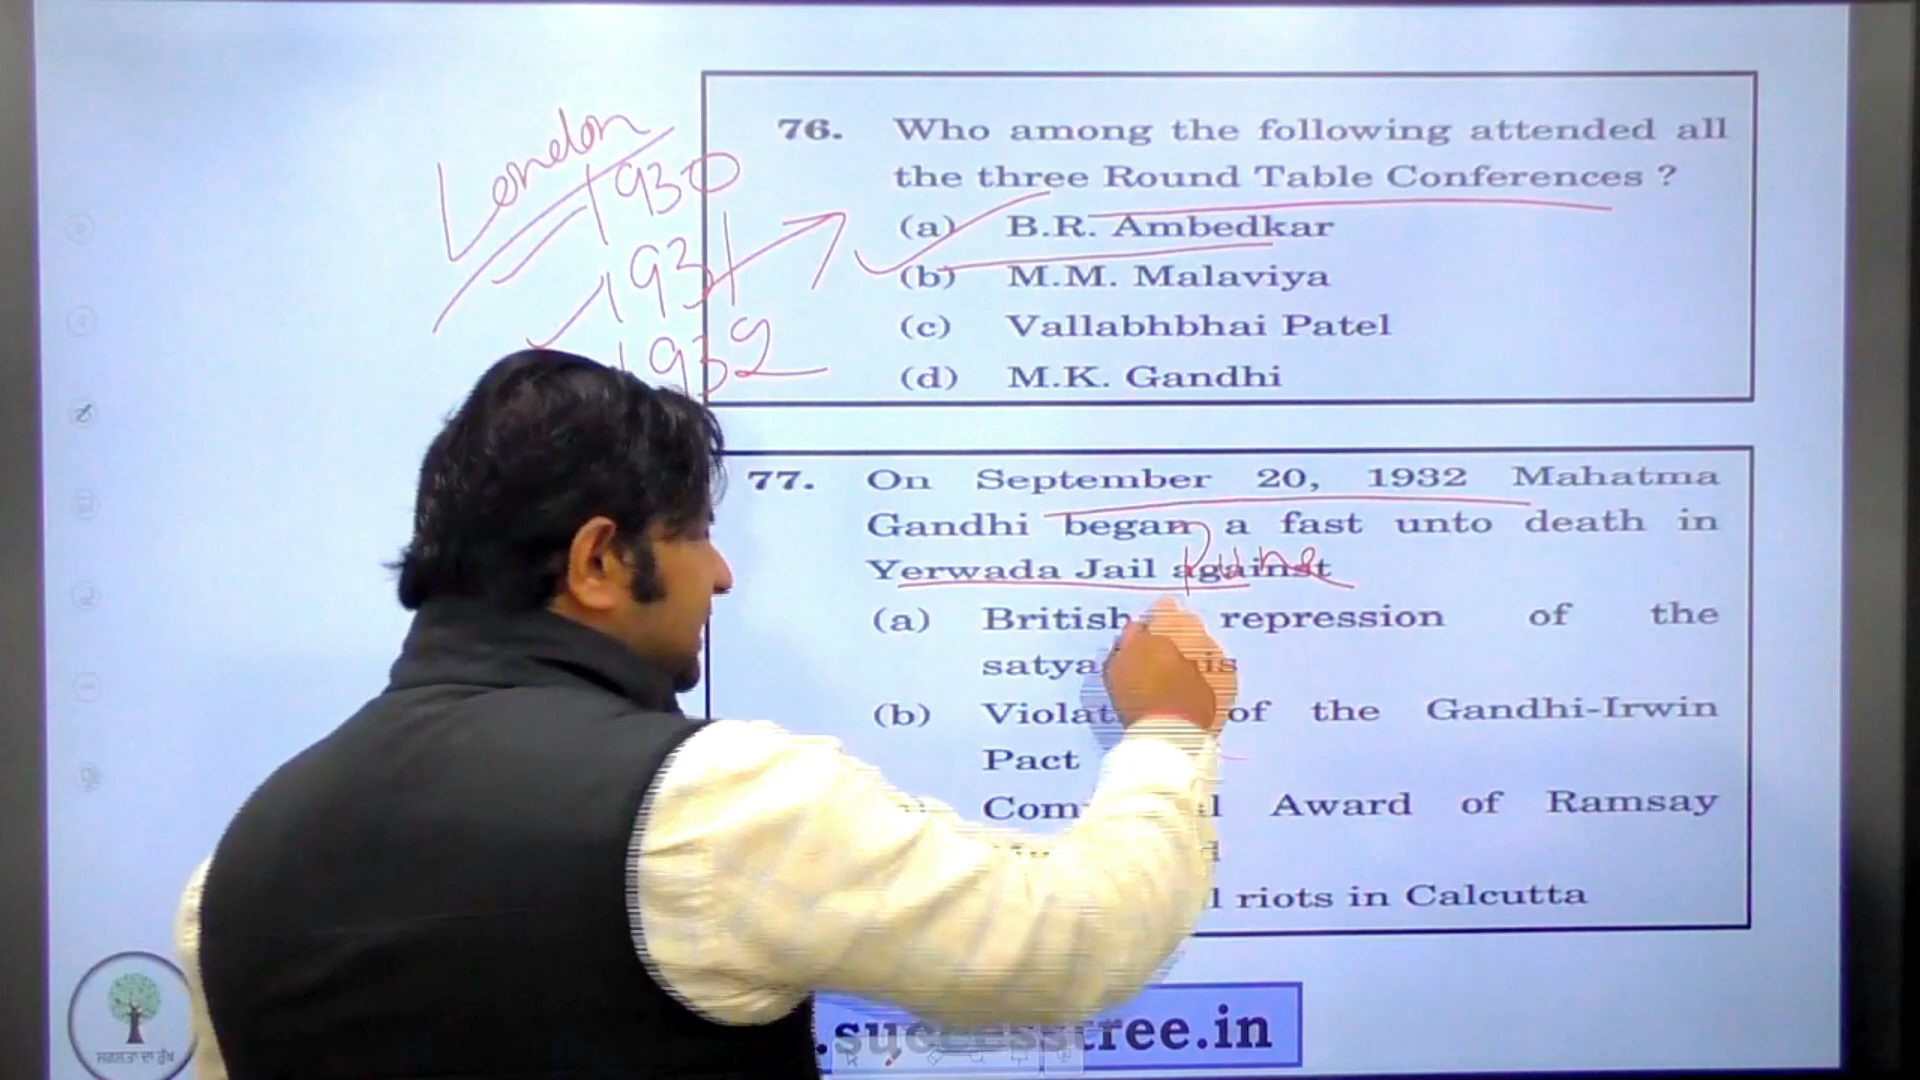 London
1930
1931
1932
76. Who among the following attended all
the three Round Table Conferences ?
(a) B.R. Ambedkar
(b) M.M. Malaviya
(c) Vallabhbhai Patel
(d) M.K. Gandhi
77. On September 20, 1932 Mahatma
Gandhi began a fast unto death in
Yerwada Jail against
Pune
(a) British repression of the
(b) of the Gandhi-Irwin
Pact
Award of Ramsay
riots in Calcutta
.successtree.in
ਸਫਲਤਾ ਦਾ ਰੁੱਖ